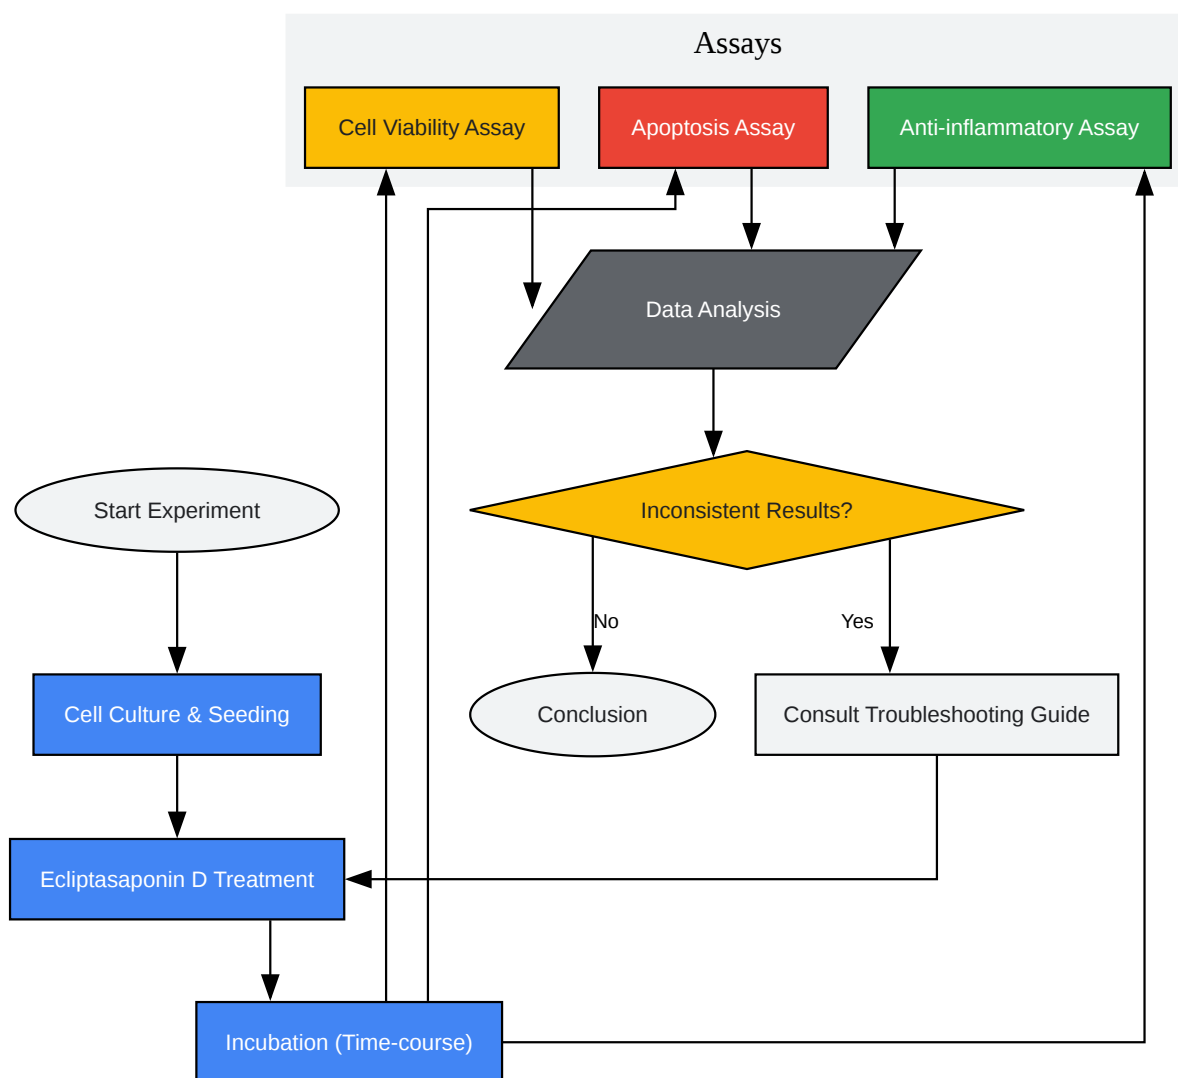 Assays
Cell Viability Assay
Apoptosis Assay
Anti-inflammatory Assay
Data Analysis
Start Experiment
Inconsistent Results?
No
Yes
Cell Culture & Seeding
Conclusion
Consult Troubleshooting Guide
Ecliptasaponin D Treatment
Incubation (Time-course)